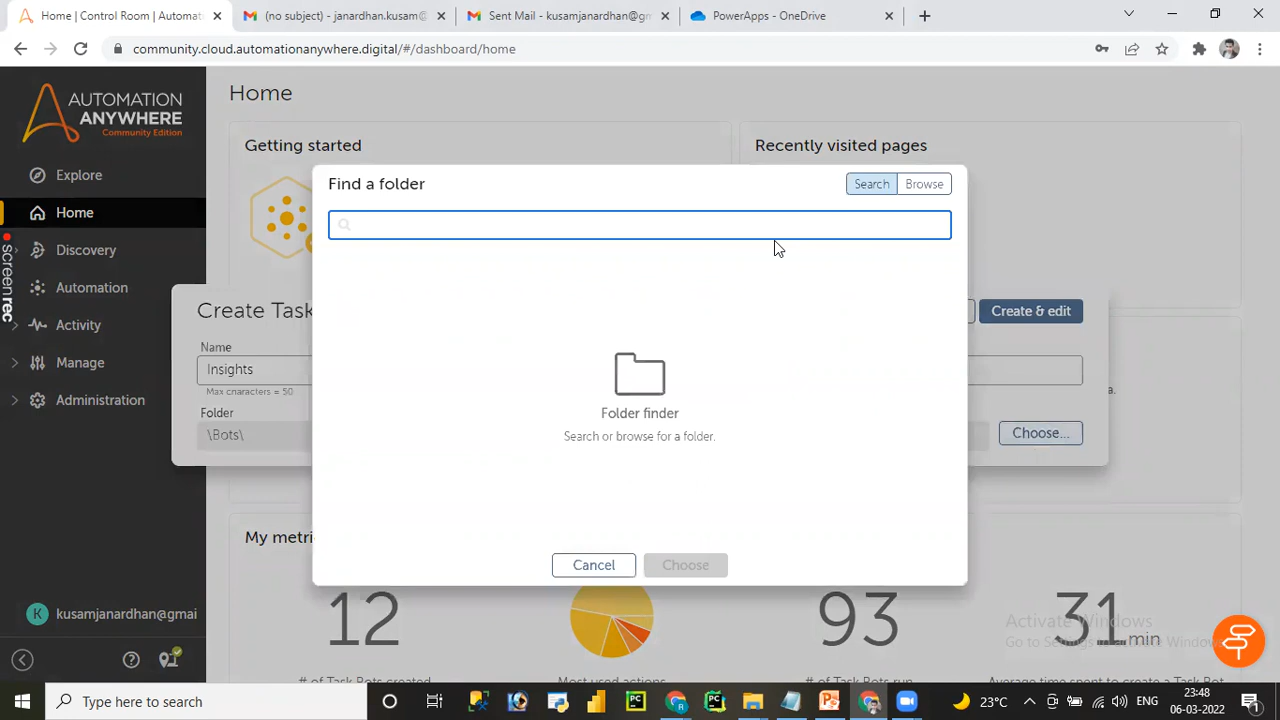 Home | Control Room | Automat
(no subject) - janardhan.kusam@
Sent Mail - kusamjanardhan@gm
PowerApps - OneDrive
community.cloud.automationanywhere.digital/#/dashboard/home
AUTOMATION
ANYWHERE
Community Edition
Home
Getting started
Recently visited pages
Explore
Home
Discovery
Automation
Activity
Manage
Administration
screenrec
Find a folder
Search
Browse
Create Task
Create & edit
Name
Insights
Max characters = 50
a.
Folder
\Bots\
Choose...
Folder finder
Search or browse for a folder.
Cancel
Choose
My metri
12
93
31 min
# of Task Bots created
Most used actions
# of Task Bots run
Average time spent to create a Task Bot
Activate Windows
Go to Settings to activate Windows.
K
kusamjanardhan@gmai
Type here to search
23°C
ENG
23:48
06-03-2022